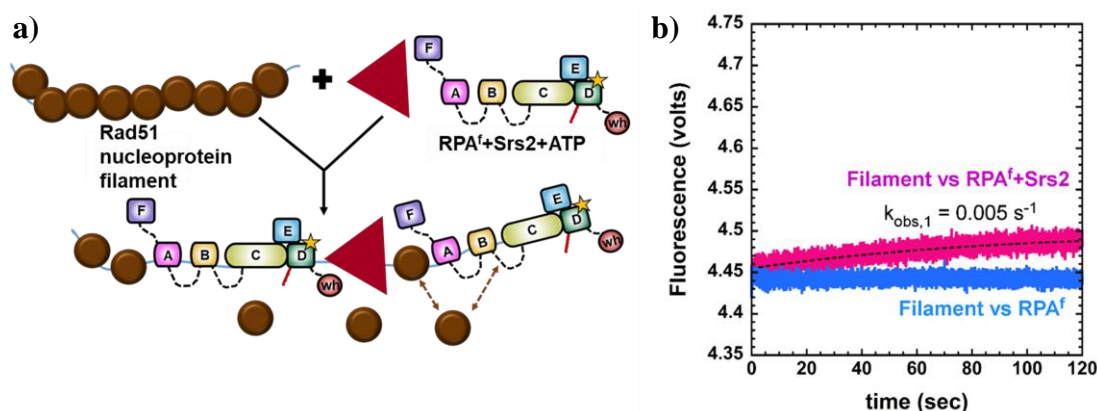 a)
F
A
B
C
E
D
wh
Rad51
nucleoprotein
filament
RPAᶠ+Srs2+ATP
F
A
B
C
E
D
wh
F
A
B
C
E
D
wh
b)
Fluorescence (volts)
4.75
4.7
4.65
4.6
4.55
4.5
4.45
4.4
4.35
Filament vs RPAᶠ+Srs2
k_obs,1 = 0.005 s⁻¹
Filament vs RPAᶠ
0 20 40 60 80 100 120
time (sec)